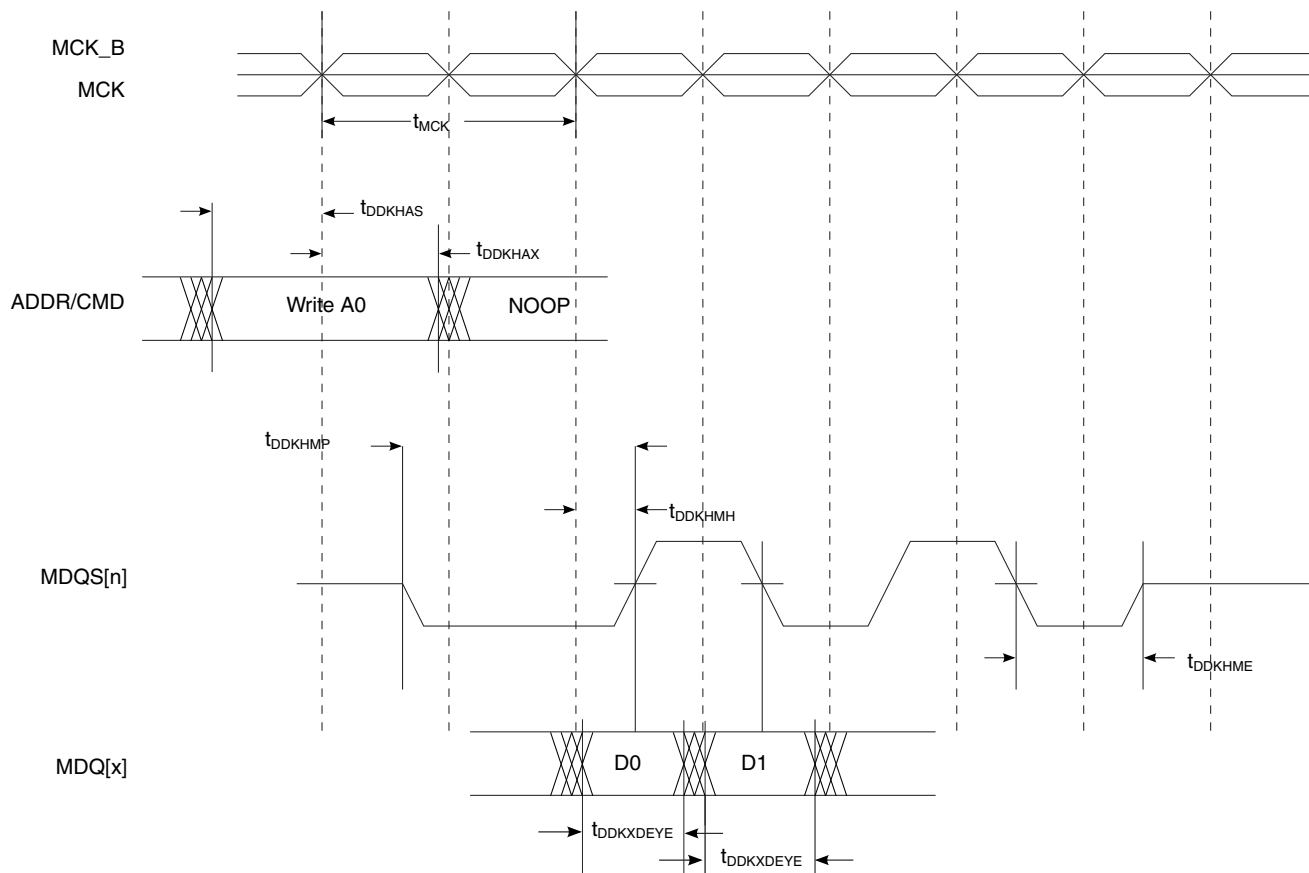 MCK_B
MCK
tMCK
tDDKHAS
tDDKHAX
ADDR/CMD
Write A0
NOOP
tDDKHMP
tDDKHMH
MDQS[n]
tDDKHME
MDQ[x]
D0
D1
tDDKXDEYE
tDDKXDEYE